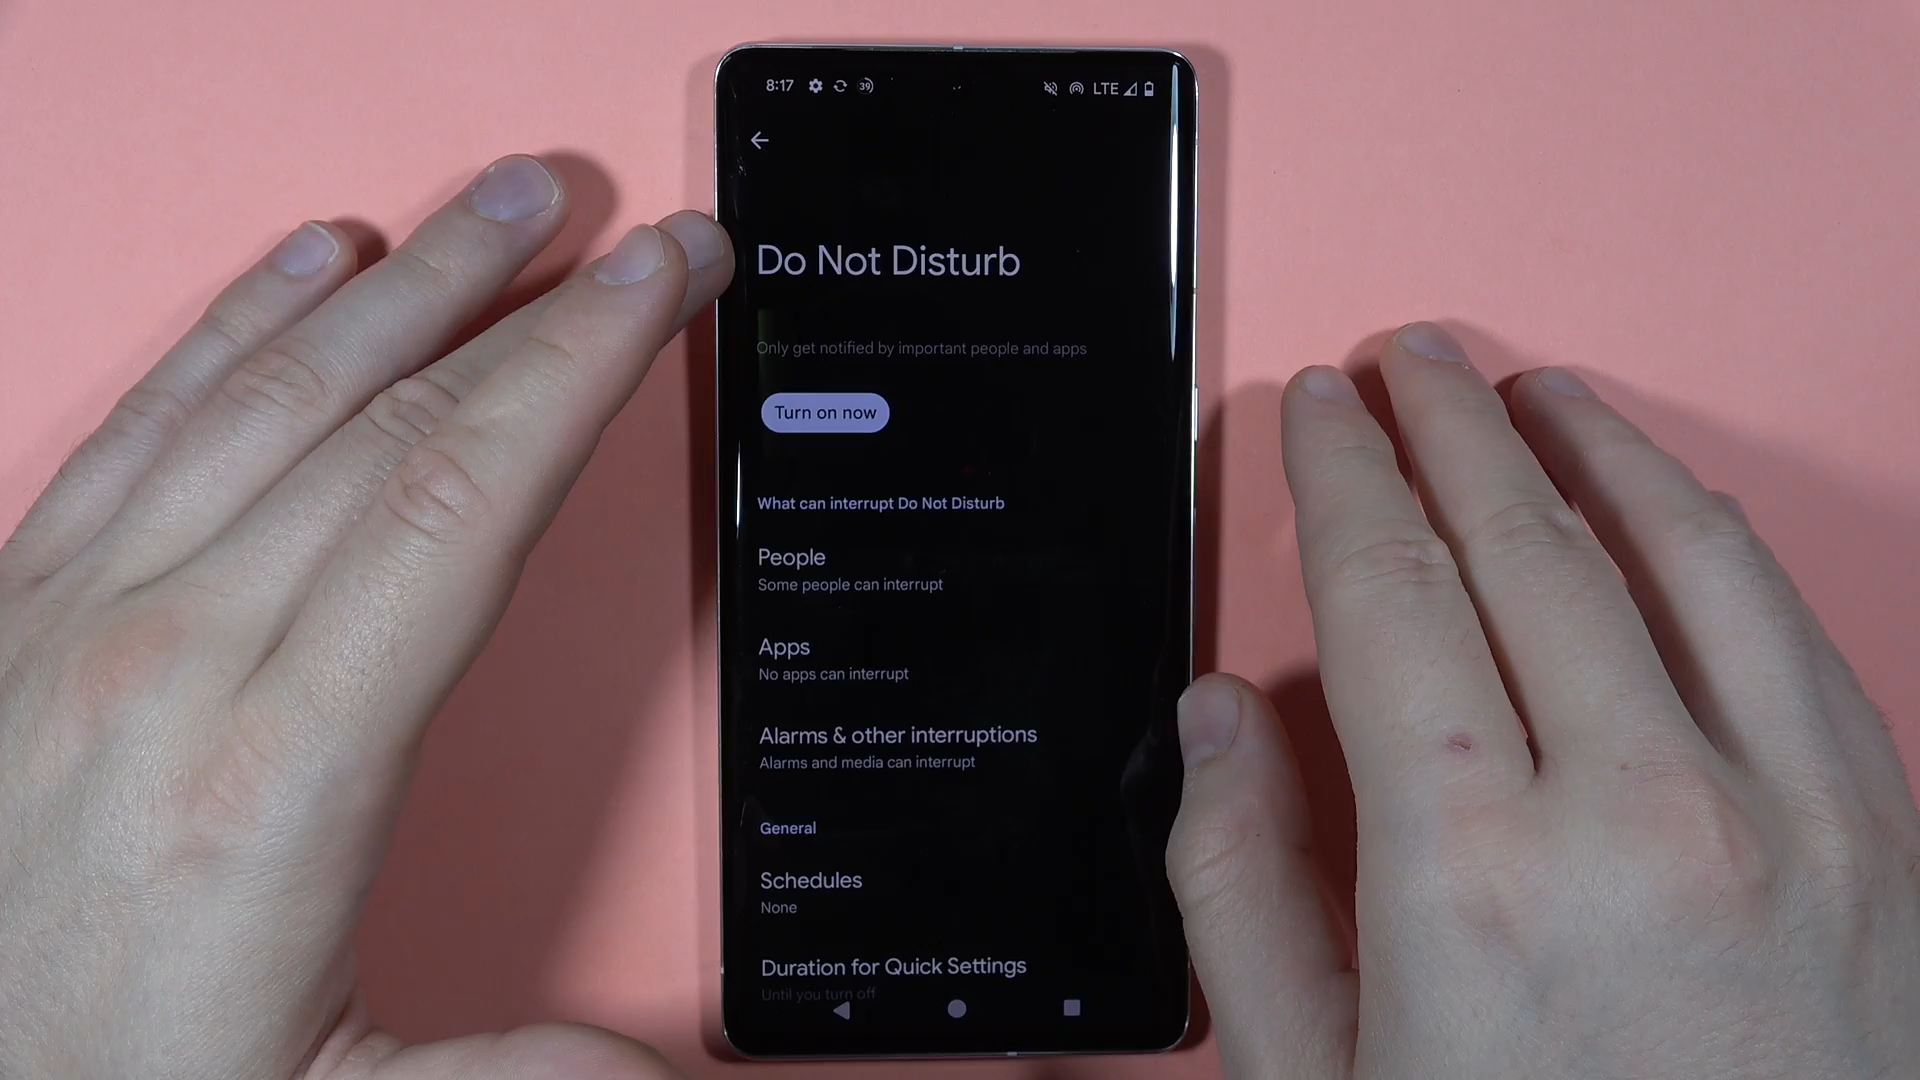 8:17 39 LTE
Do Not Disturb
Only get notified by important people and apps
Turn on now
What can interrupt Do Not Disturb
People
Some people can interrupt
Apps
No apps can interrupt
Alarms & other interruptions
Alarms and media can interrupt
General
Schedules
None
Duration for Quick Settings
Until you turn off